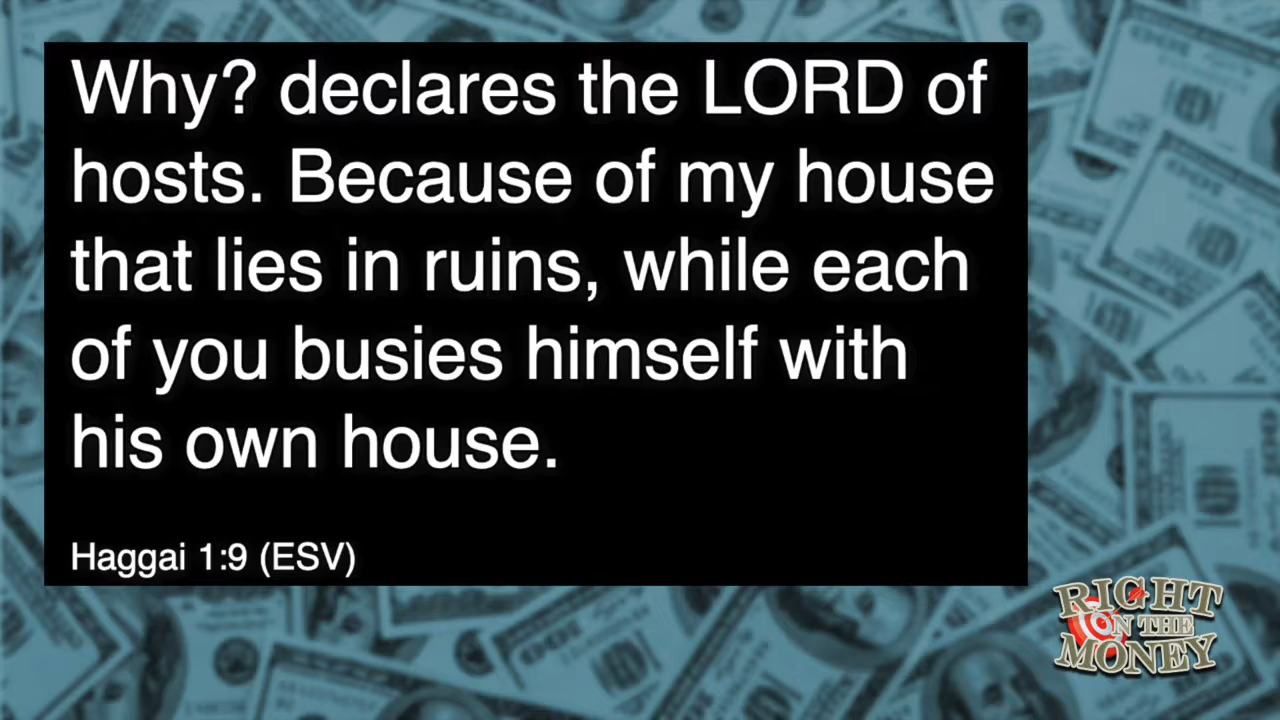 Why? declares the LORD of
hosts. Because of my house
that lies in ruins, while each
of you busies himself with
his own house.
Haggai 1:9 (ESV)
RIGHT
ON THE
MONEY